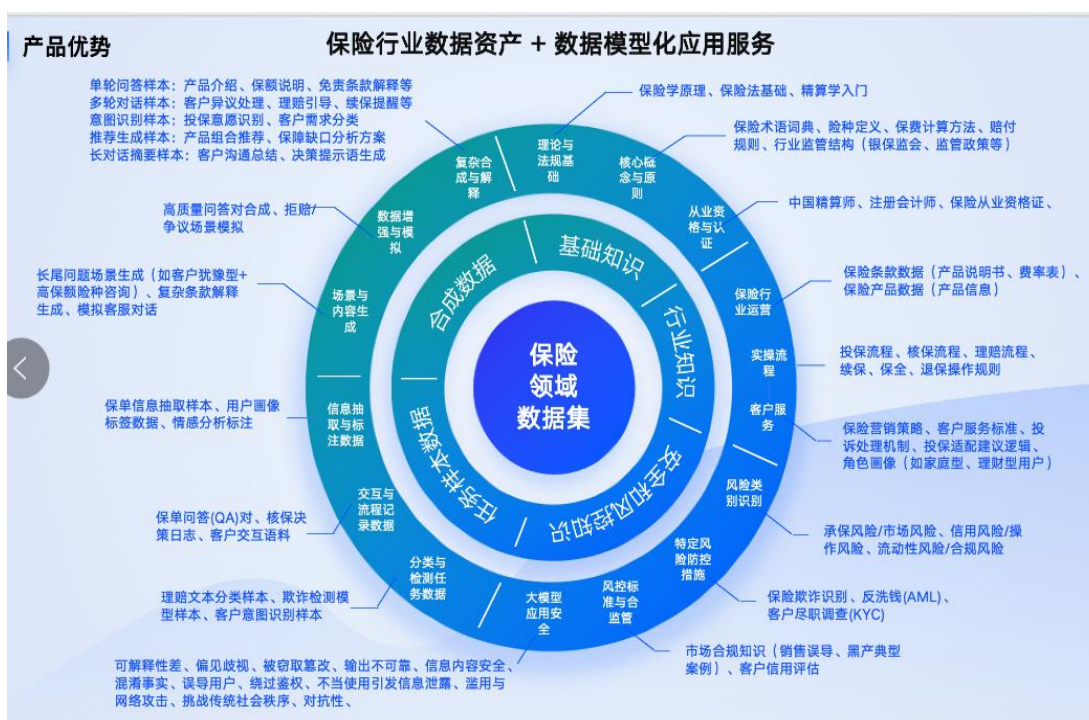 产品优势
保险行业数据资产 + 数据模型化应用服务
单轮问答样本：产品介绍、保额说明、免责条款解释等
多轮对话样本：客户异议处理、理赔引导、续保提醒等
意图识别样本：投保意愿识别、客户需求分类
推荐生成样本：产品组合推荐、保障缺口分析方案
长对话摘要样本：客户沟通总结、决策提示语生成
高质量问答对合成、拒赔/
争议场景模拟
长尾问题场景生成（如客户犹豫型+
高保额险种咨询）、复杂条款解释
生成、模拟客服对话
保单信息抽取样本、用户画像
标签数据、情感分析标注
保单问答(QA)对、核保决
策日志、客户交互语料
理赔文本分类样本、欺诈检测模
型样本、客户意图识别样本
可解释性差、偏见歧视、被窃取篡改、输出不可靠、信息内容安全、
混淆事实、误导用户、绕过鉴权、不当使用引发信息泄露、滥用与
网络攻击、挑战传统社会秩序、对抗性、
复杂合
成与解
释
数据增
强与模
拟
场景与
内容生
成
信息抽
取与标
注数据
交互与
流程记
录数据
分类与
检测任
务数据
大模型
应用安
全
理论与
法规基
础
核心概
念与原
则
从业资
格与认
证
保险行
业运营
实操流
程
客户服
务
风险类
别识别
特定风
险防控
措施
风控标
准与合
监管
合成数据
基础知识
行业知识
安全和风控知识
任务样本数据
保险
领域
数据集
保险学原理、保险法基础、精算学入门
保险术语词典、险种定义、保费计算方法、赔付
规则、行业监管结构（银保监会、监管政策等）
中国精算师、注册会计师、保险从业资格证、
保险条款数据（产品说明书、费率表）、
保险产品数据（产品信息）
投保流程、核保流程、理赔流程、
续保、保全、退保操作规则
保险营销策略、客户服务标准、投
诉处理机制、投保适配建议逻辑、
角色画像（如家庭型、理财型用户）
承保风险/市场风险、信用风险/操
作风险、流动性风险/合规风险
保险欺诈识别、反洗钱(AML)、
客户尽职调查(KYC)
市场合规知识（销售误导、黑产典型
案例）、客户信用评估